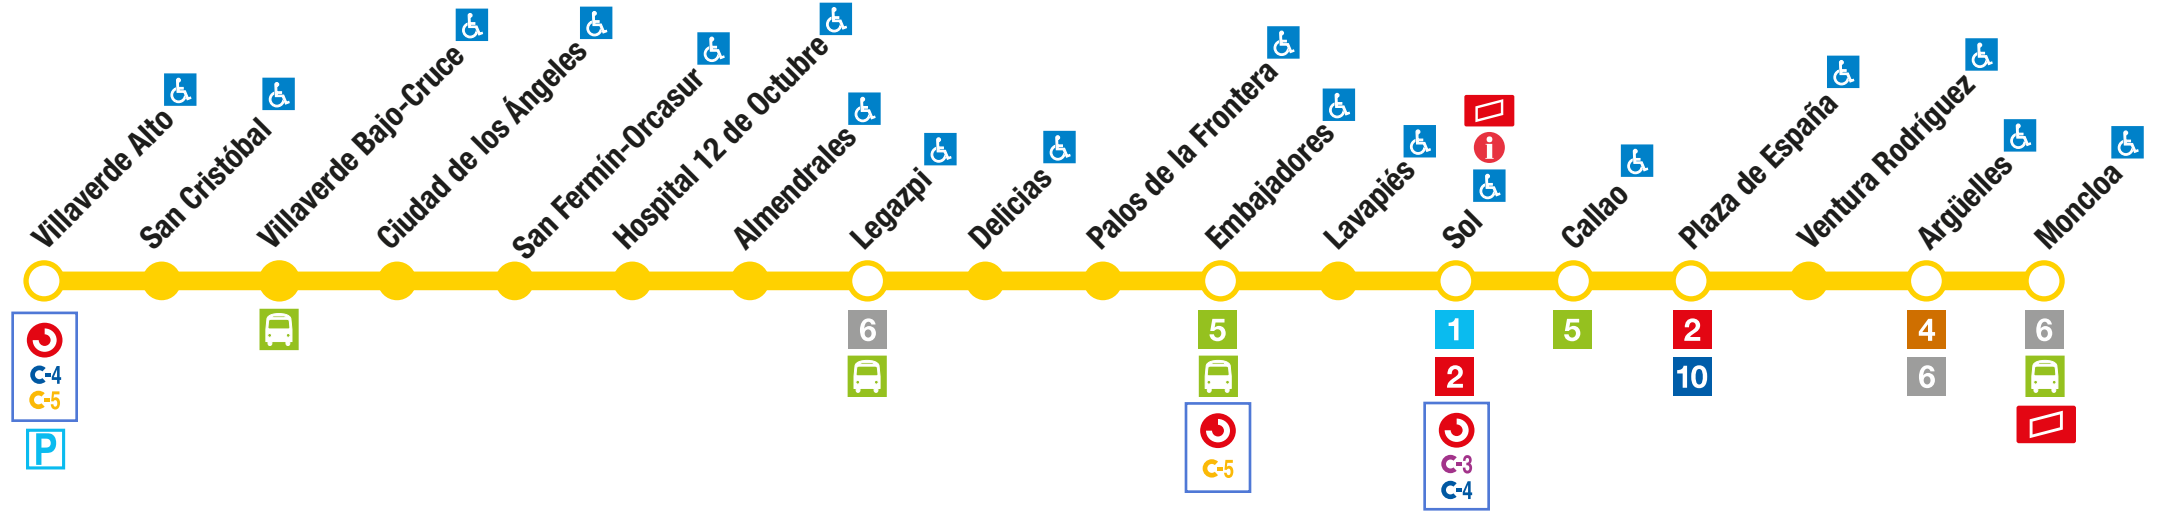 Villaverde Alto
San Cristóbal
Villaverde Bajo-Cruce
Ciudad de los Ángeles
San Fermín-Orcasur
Hospital 12 de Octubre
Almendrales
Legazpi
Delicias
Palos de la Frontera
Embajadores
Lavapiés
i
Sol
Callao
Plaza de España
Ventura Rodríguez
Argüelles
Moncloa
C-4
C-5
P
6
5
C-5
1
2
C-3
C-4
5
2
10
4
6
6